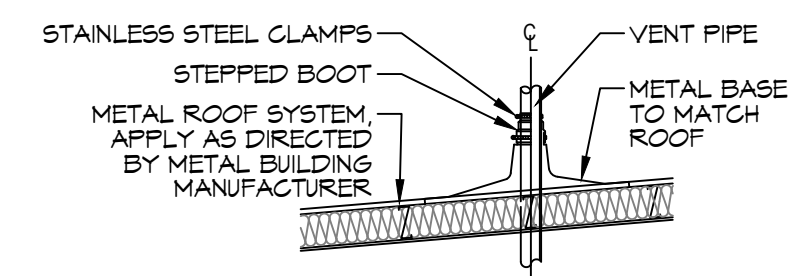 STAINLESS STEEL CLAMPS
STEPPED BOOT
METAL ROOF SYSTEM,
APPLY AS DIRECTED
BY METAL BUILDING
MANUFACTURER
CL
VENT PIPE
METAL BASE
TO MATCH
ROOF